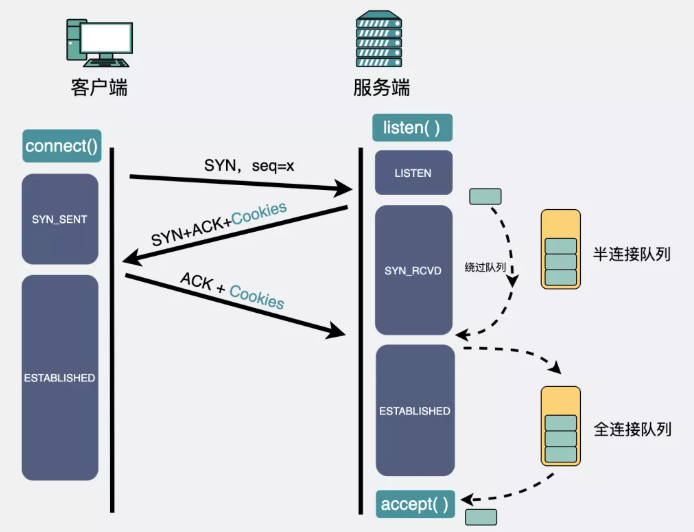 客户端
服务端
connect()
listen( )
SYN，seq=x
LISTEN
SYN_SENT
SYN+ACK+Cookies
SYN_RCVD
绕过队列
半连接队列
ACK + Cookies
ESTABLISHED
ESTABLISHED
全连接队列
accept( )